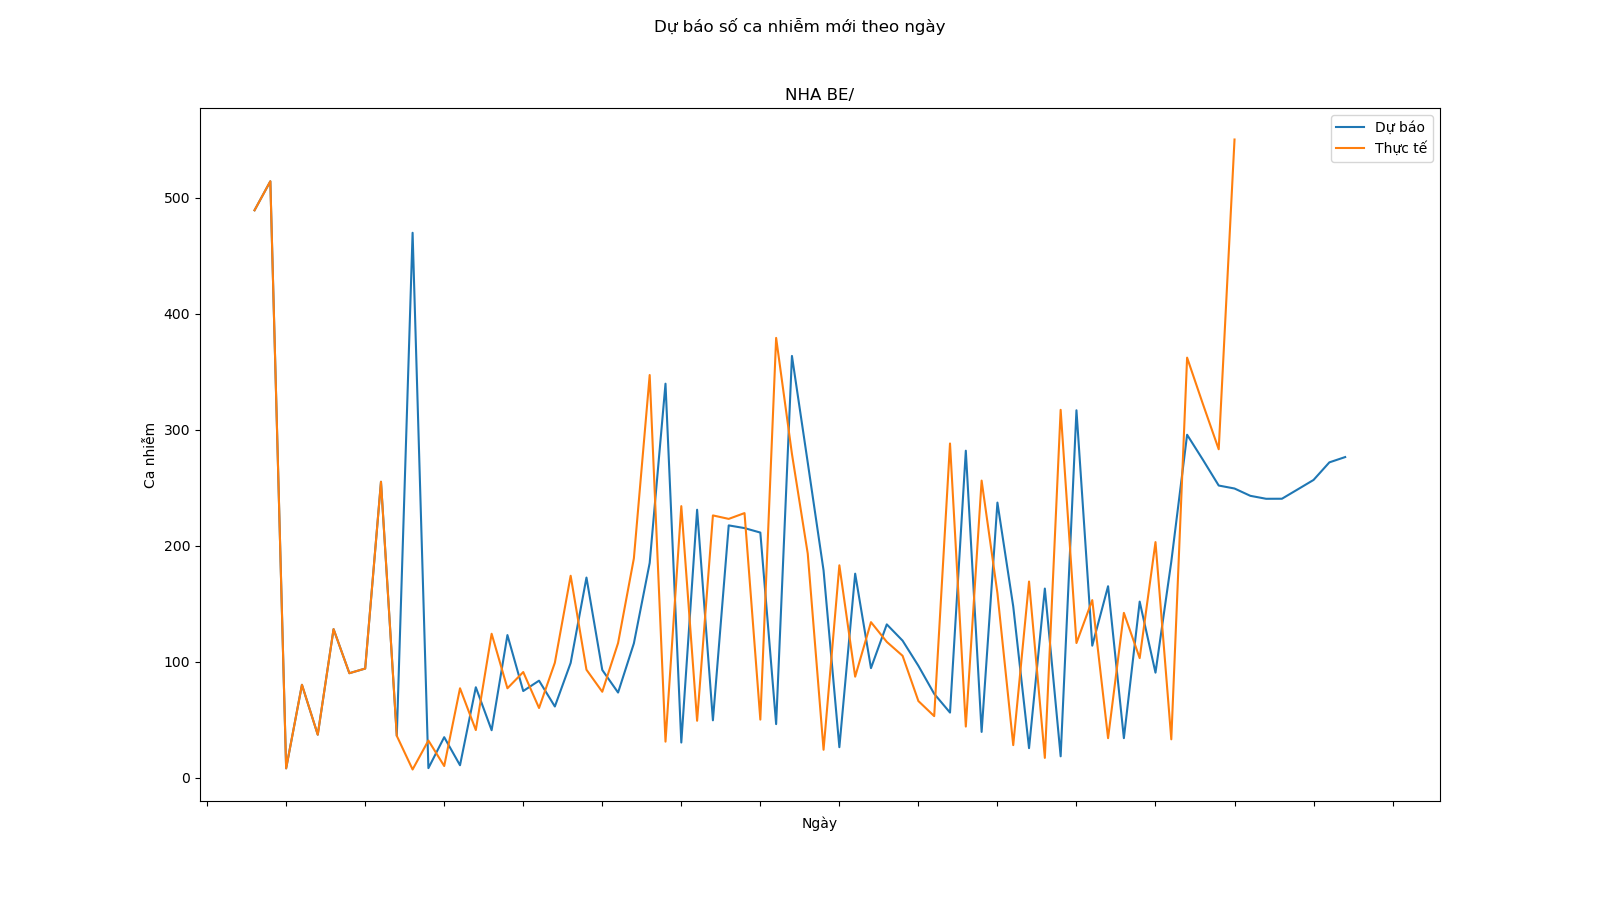 Dự báo số ca nhiễm mới theo ngày
NHA BE/
Dự báo
Thực tế
500
400
300
200
100
0
Ca nhiễm
Ngày